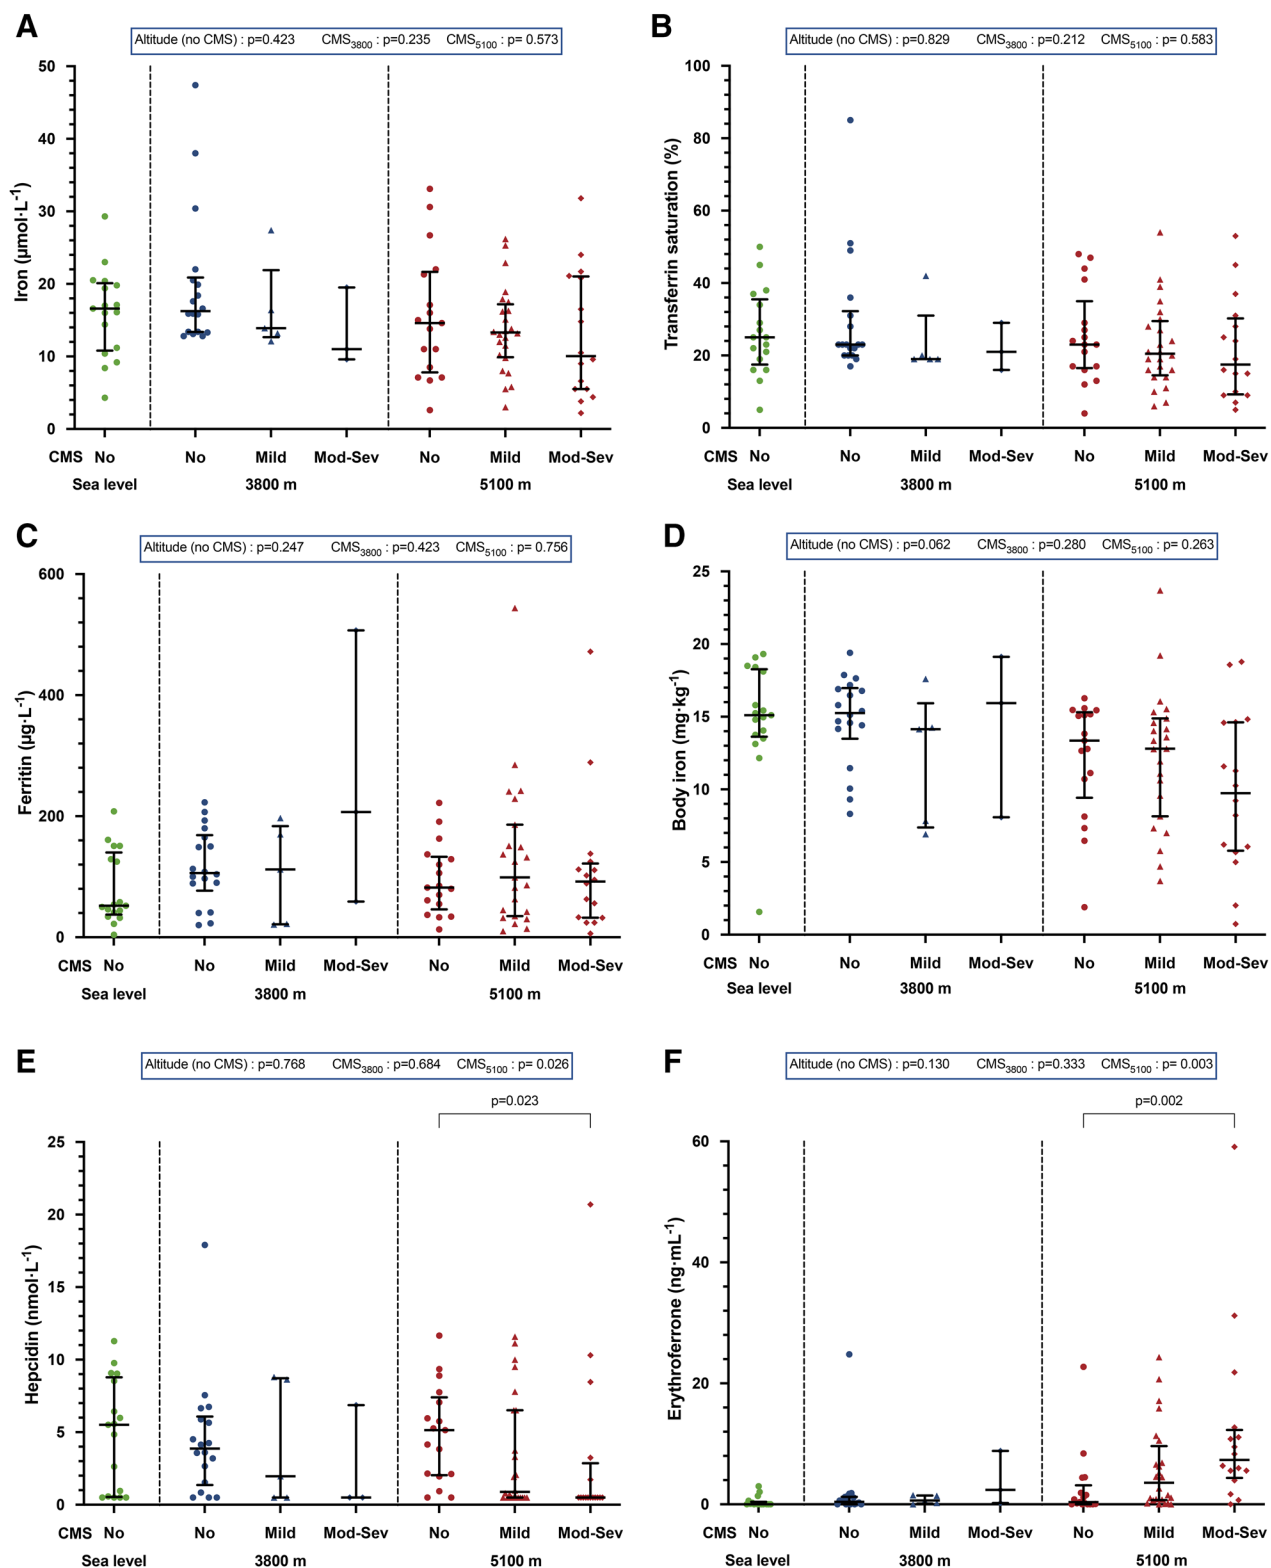 A
Altitude (no CMS) : p=0.423 CMS3800 : p=0.235 CMS5100 : p= 0.573
Iron (µmol·L-1)
50
40
30
20
10
0
CMS No No Mild Mod-Sev No Mild Mod-Sev
Sea level 3800 m 5100 m
B
Altitude (no CMS) : p=0.829 CMS3800 : p=0.212 CMS5100 : p=0.583
Transferrin saturation (%)
100
80
60
40
20
0
CMS No No Mild Mod-Sev No Mild Mod-Sev
Sea level 3800 m 5100 m
C
Altitude (no CMS) : p=0.247 CMS3800 : p=0.423 CMS5100 : p= 0.756
Ferritin (µg·L-1)
600
400
200
0
CMS No No Mild Mod-Sev No Mild Mod-Sev
Sea level 3800 m 5100 m
D
Altitude (no CMS) : p=0.062 CMS3800 : p=0.280 CMS5100 : p= 0.263
Body iron (mg·kg-1)
25
20
15
10
5
0
CMS No No Mild Mod-Sev No Mild Mod-Sev
Sea level 3800 m 5100 m
E
Altitude (no CMS) : p=0.768 CMS3800 : p=0.684 CMS5100 : p= 0.026
p=0.023
Hepcidin (nmol·L-1)
25
20
15
10
5
0
CMS No No Mild Mod-Sev No Mild Mod-Sev
Sea level 3800 m 5100 m
F
Altitude (no CMS) : p=0.130 CMS3800 : p=0.333 CMS5100 : p= 0.003
p=0.002
Erythroferrone (ng·mL-1)
60
40
20
0
CMS No No Mild Mod-Sev No Mild Mod-Sev
Sea level 3800 m 5100 m